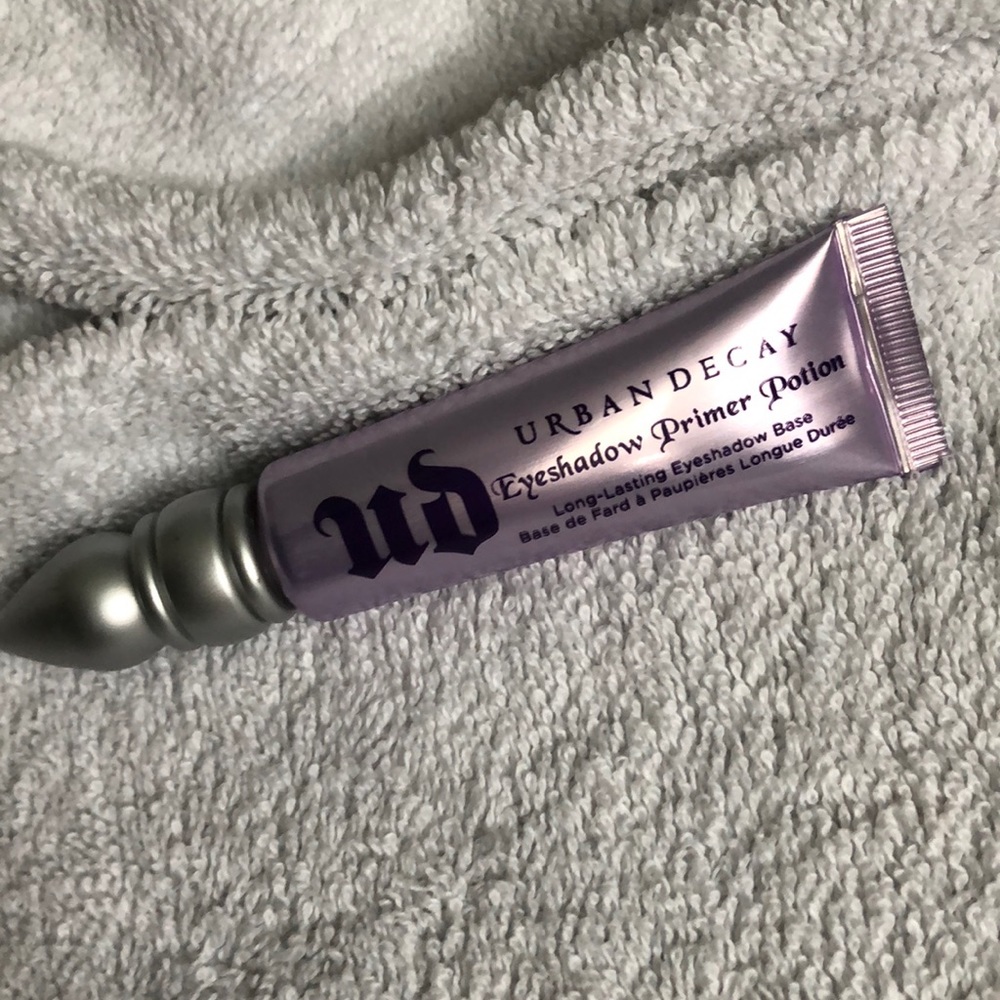 UD
URBAN DECAY
Eyeshadow Primer Potion
Long-Lasting Eyeshadow Base
Base de Fard à Paupières Longue Durée